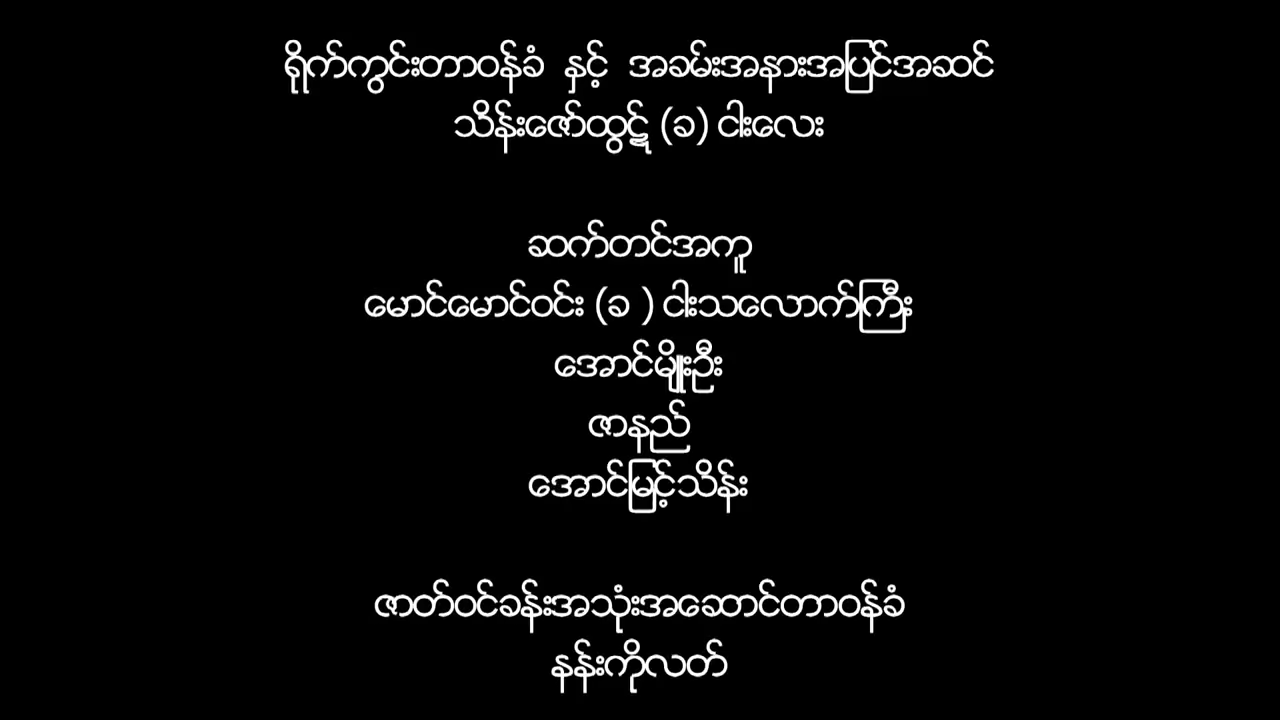 ရိုက်ကွင်းတာဝန်ခံ နှင့် အခမ်းအနားအပြင်အဆင်
သိန်းဇော်ထွဋ် (ခ) ငါးလေး
ဆက်တင်အကူ
မောင်မောင်ဝင်း (ခ ) ငါးသလောက်ကြီး
အောင်မျိုးဦး
ဇာနည်
အောင်မြင့်သိန်း
ဇာတ်ဝင်ခန်းအသုံးအဆောင်တာဝန်ခံ
နန်းကိုလတ်